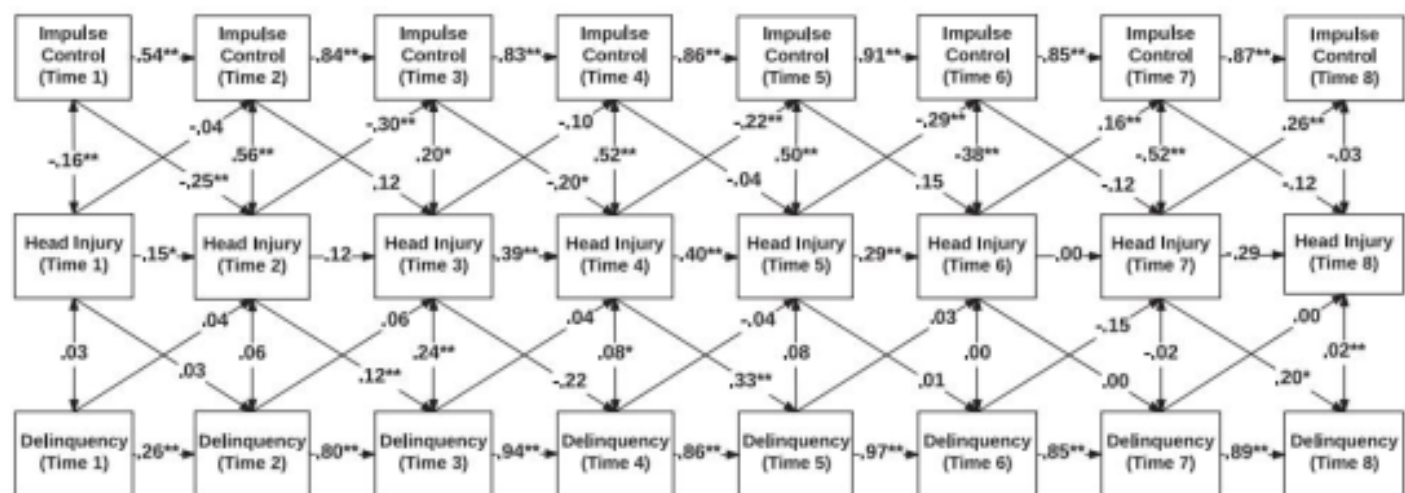 Impulse Control (Time 1)
.54**
Impulse Control (Time 2)
.84**
Impulse Control (Time 3)
.83**
Impulse Control (Time 4)
.86**
Impulse Control (Time 5)
.91**
Impulse Control (Time 6)
.85**
Impulse Control (Time 7)
.87**
Impulse Control (Time 8)
-.04
-.30**
-.10
-.22**
-.29**
.16**
.26**
-.16**
.56**
.20*
.52**
.50**
-38**
-.52**
-.03
-.25**
.12
-.20*
-.04
.15
-.12
-.12
Head Injury (Time 1)
.15*
Head Injury (Time 2)
.12
Head Injury (Time 3)
.39**
Head Injury (Time 4)
.40**
Head Injury (Time 5)
.29**
Head Injury (Time 6)
.00
Head Injury (Time 7)
-.29
Head Injury (Time 8)
.04
.06
.04
-.04
.03
-.15
.00
.03
.06
.24**
.08*
.08
.00
-.02
.02**
.03
.12**
-.22
.33**
.01
.00
.20*
Delinquency (Time 1)
.26**
Delinquency (Time 2)
.80**
Delinquency (Time 3)
.94**
Delinquency (Time 4)
.86**
Delinquency (Time 5)
.97**
Delinquency (Time 6)
.85**
Delinquency (Time 7)
.89**
Delinquency (Time 8)